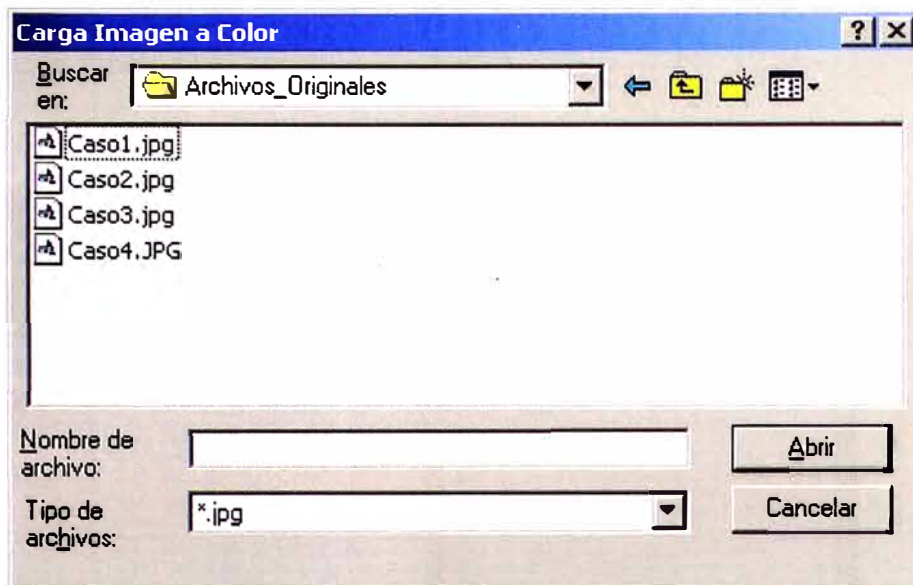 Carga Imagen a Color
Buscar en:
Archivos_Originales
Caso1.jpg
Caso2.jpg
Caso3.jpg
Caso4.JPG
Nombre de archivo:
Abrir
Tipo de archivos:
*.jpg
Cancelar